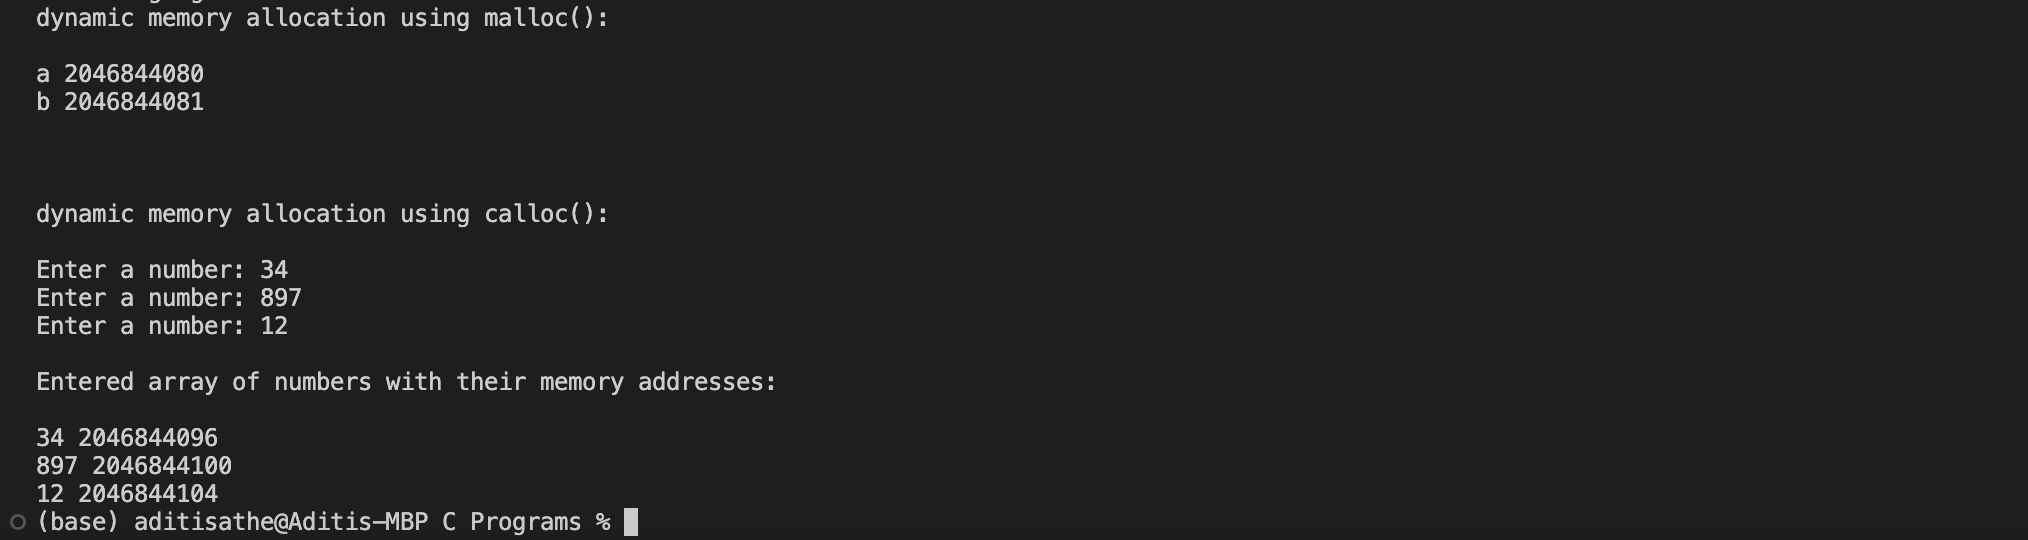 dynamic memory allocation using malloc():
a 2046844080
b 2046844081
dynamic memory allocation using calloc():
Enter a number: 34
Enter a number: 897
Enter a number: 12
Entered array of numbers with their memory addresses:
34 2046844096
897 2046844100
12 2046844104
(base) aditisathe@Aditis-MBP C Programs %